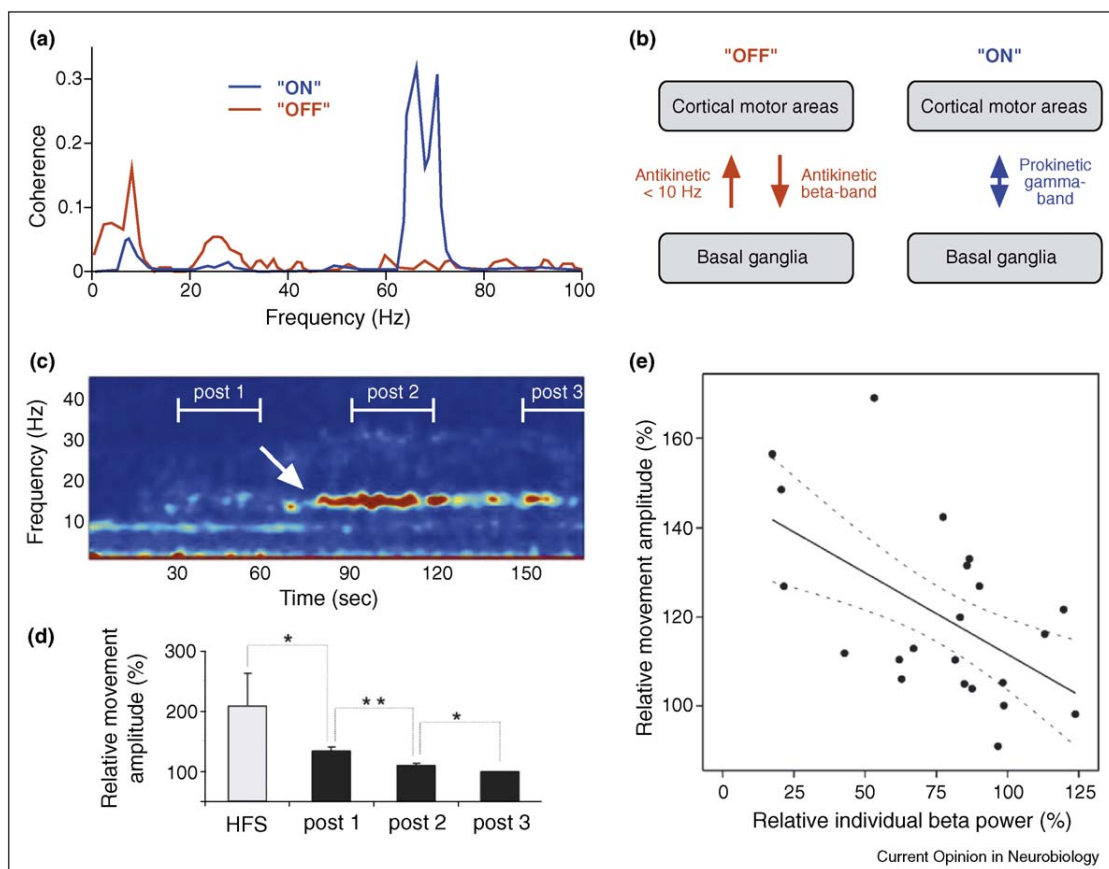 (a)
0.3
0.2
0.1
0
Coherence
"ON"
"OFF"
0 20 40 60 80 100
Frequency (Hz)
(b)
"OFF" "ON"
Cortical motor areas Cortical motor areas
Antikinetic
< 10 Hz
Antikinetic
beta-band
Prokinetic
gamma-
band
Basal ganglia Basal ganglia
(c)
40
30
20
10
Frequency (Hz)
post 1 post 2 post 3
30 60 90 120 150
Time (sec)
(d)
300
200
100
Relative movement
amplitude (%)
* ** *
HFS post 1 post 2 post 3
(e)
160
140
120
100
Relative movement amplitude (%)
0 25 50 75 100 125
Relative individual beta power (%)
Current Opinion in Neurobiology